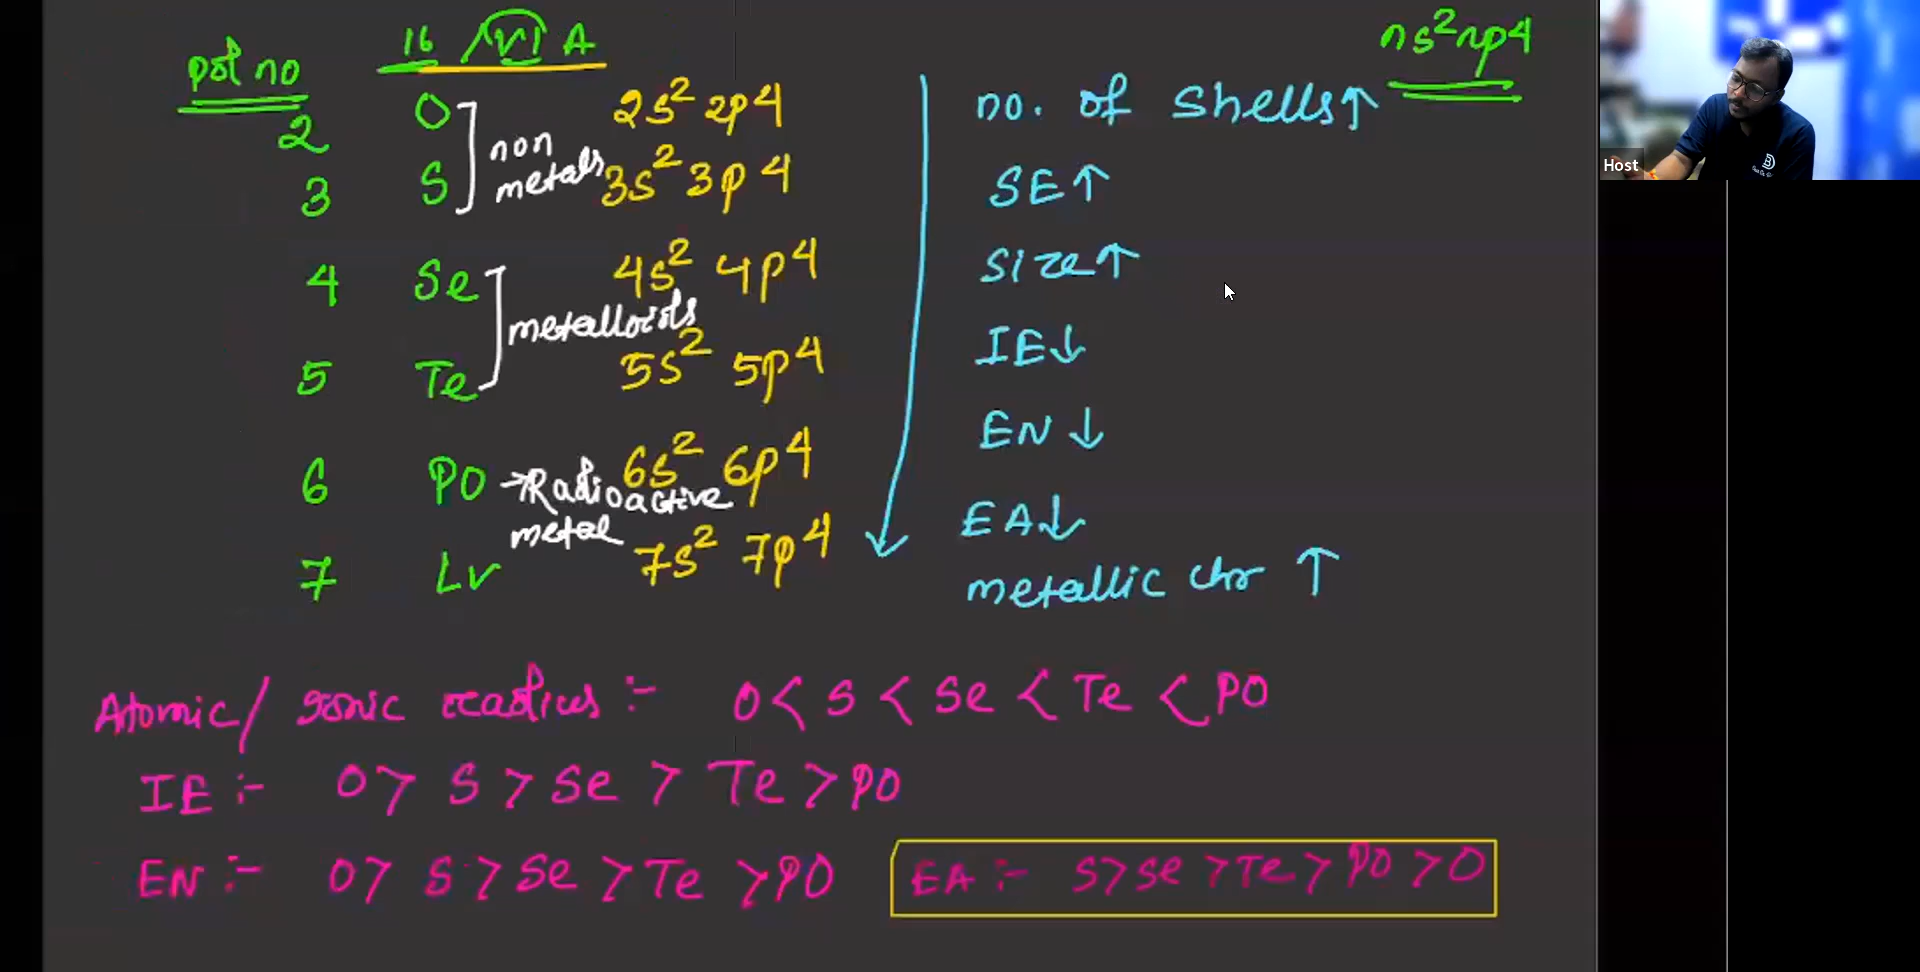 pd no 16 /VI A ns² np4
2 O non metals 2s² 2p4
3 S 3s² 3p4
4 Se metalloids 4s² 4p4
5 Te 5s² 5p4
6 PO →Radioactive metal 6s² 6p4
7 Lv 7s² 7p4
no. of shells↑
SE↑
Size↑
IE↓
EN↓
EA↓
metallic chr ↑
Atomic/ Ionic radius :- O < S < Se < Te < PO
IE :- O > S > Se > Te > PO
EN :- O > S > Se > Te > PO
EA :- S > Se > Te > PO > O
Host